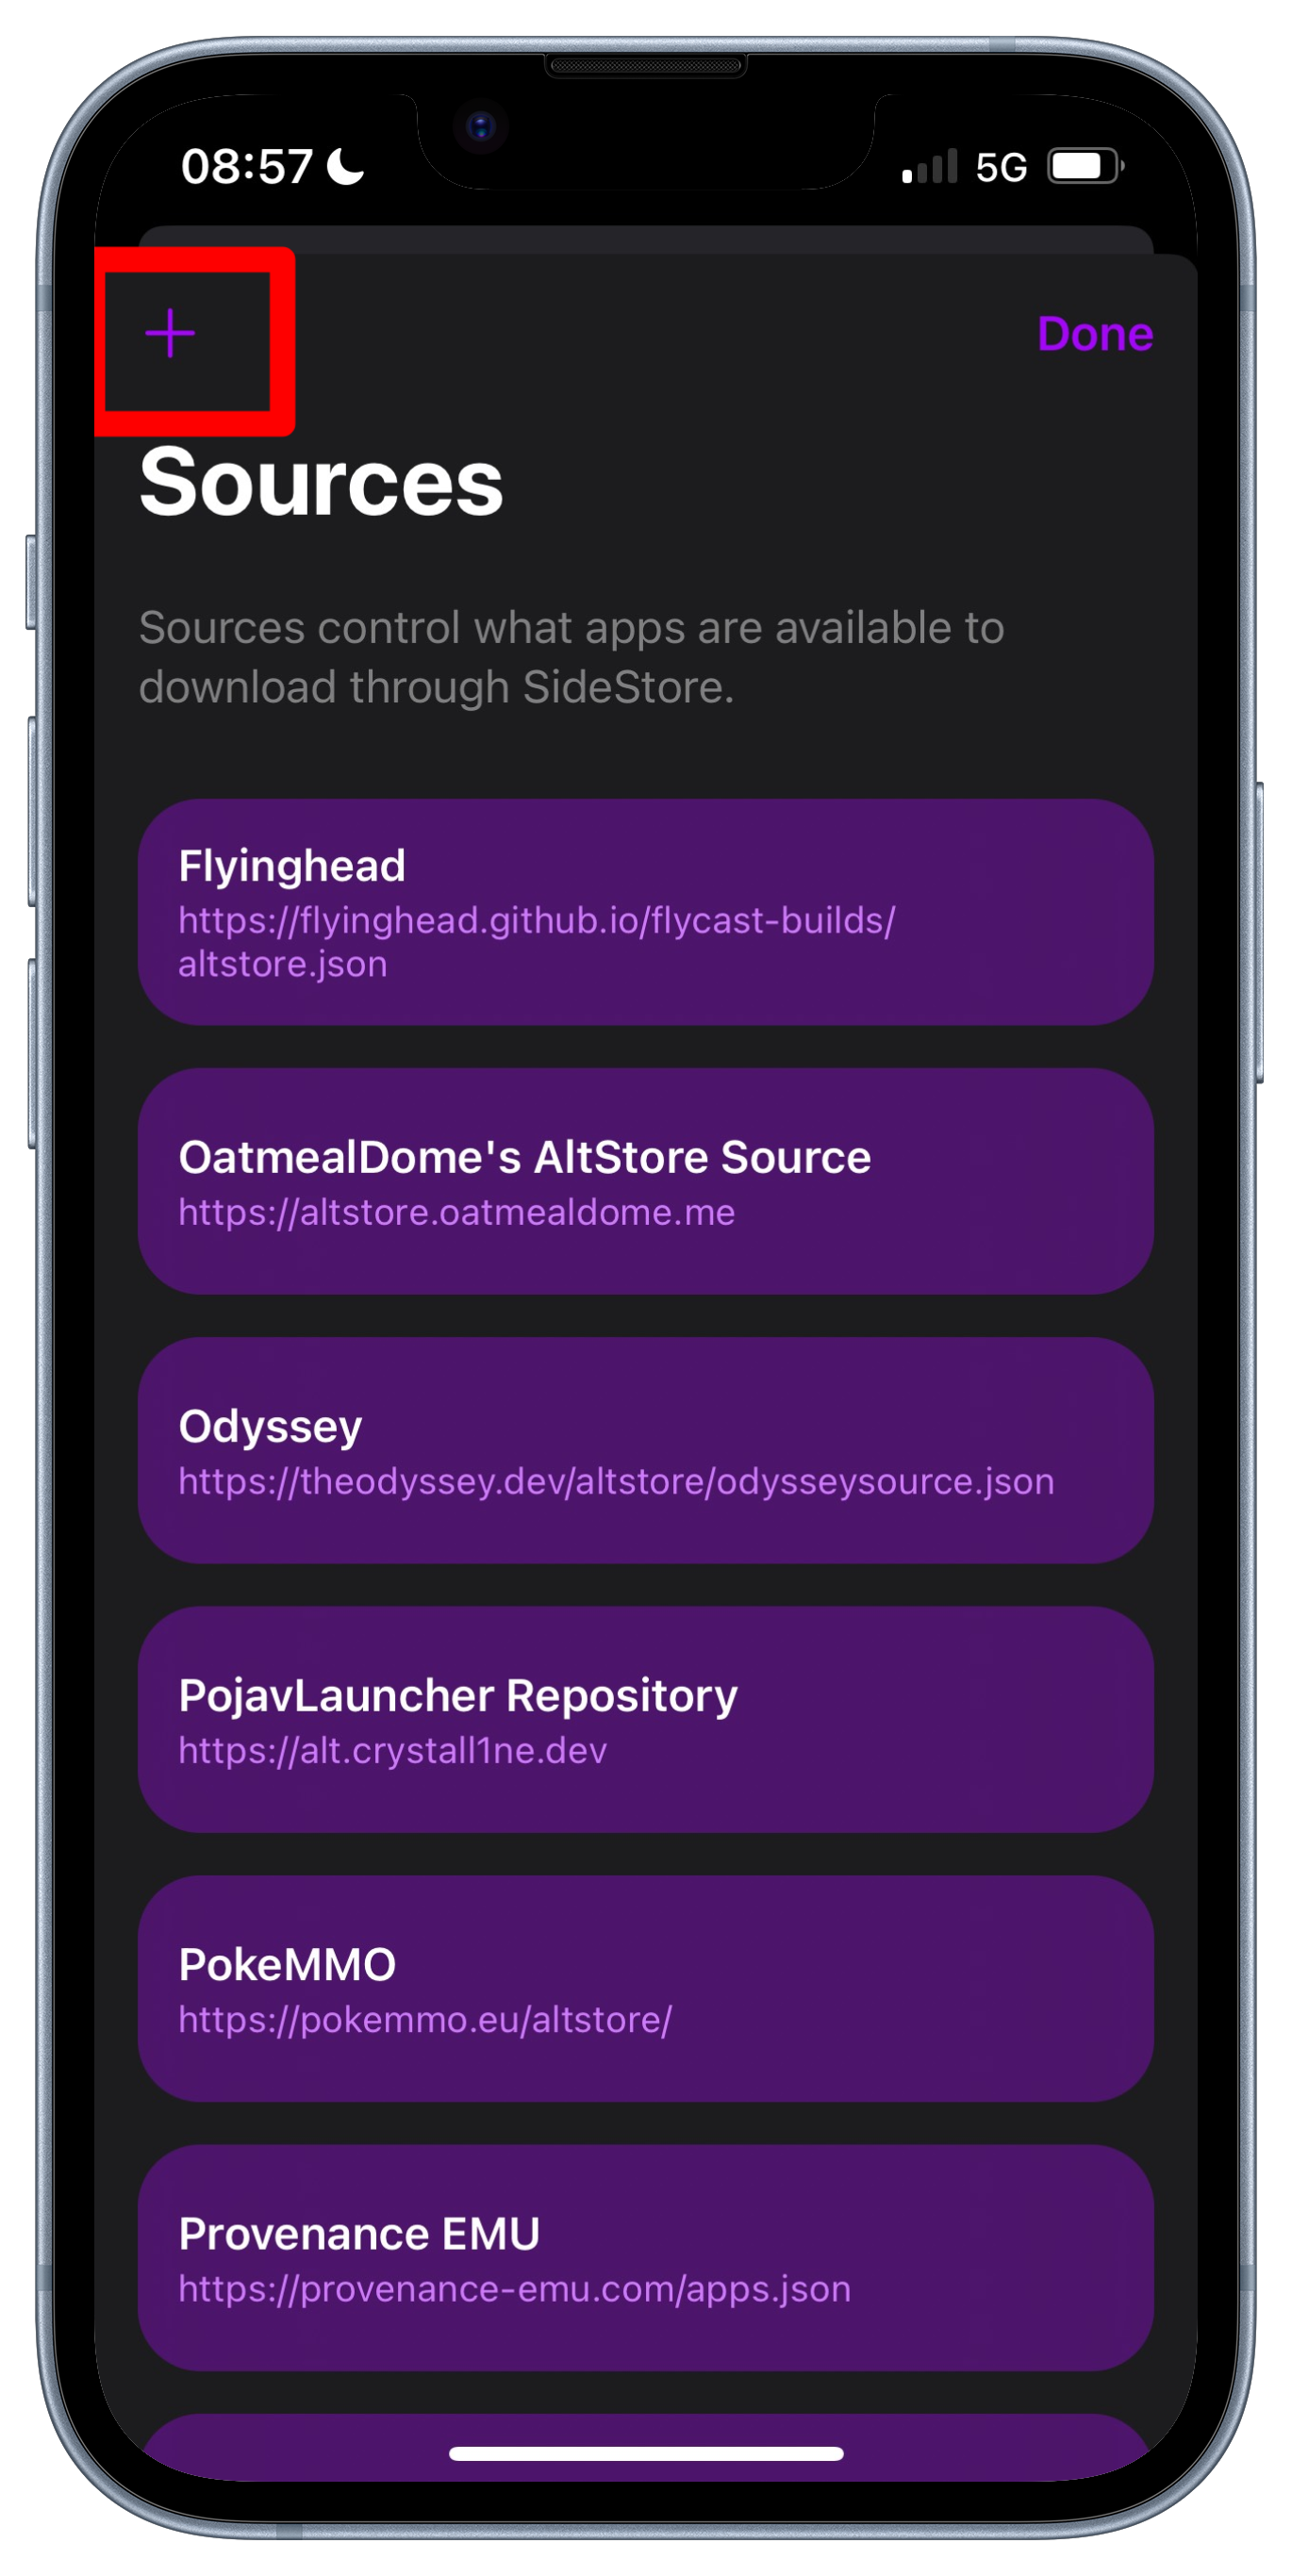 08:57
5G
Done
Sources
Sources control what apps are available to
download through SideStore.
Flyinghead
https://flyinghead.github.io/flycast-builds/
altstore.json
OatmealDome's AltStore Source
https://altstore.oatmealdome.me
Odyssey
https://theodyssey.dev/altstore/odysseysource.json
PojavLauncher Repository
https://alt.crystall1ne.dev
PokeMMO
https://pokemmo.eu/altstore/
Provenance EMU
https://provenance-emu.com/apps.json